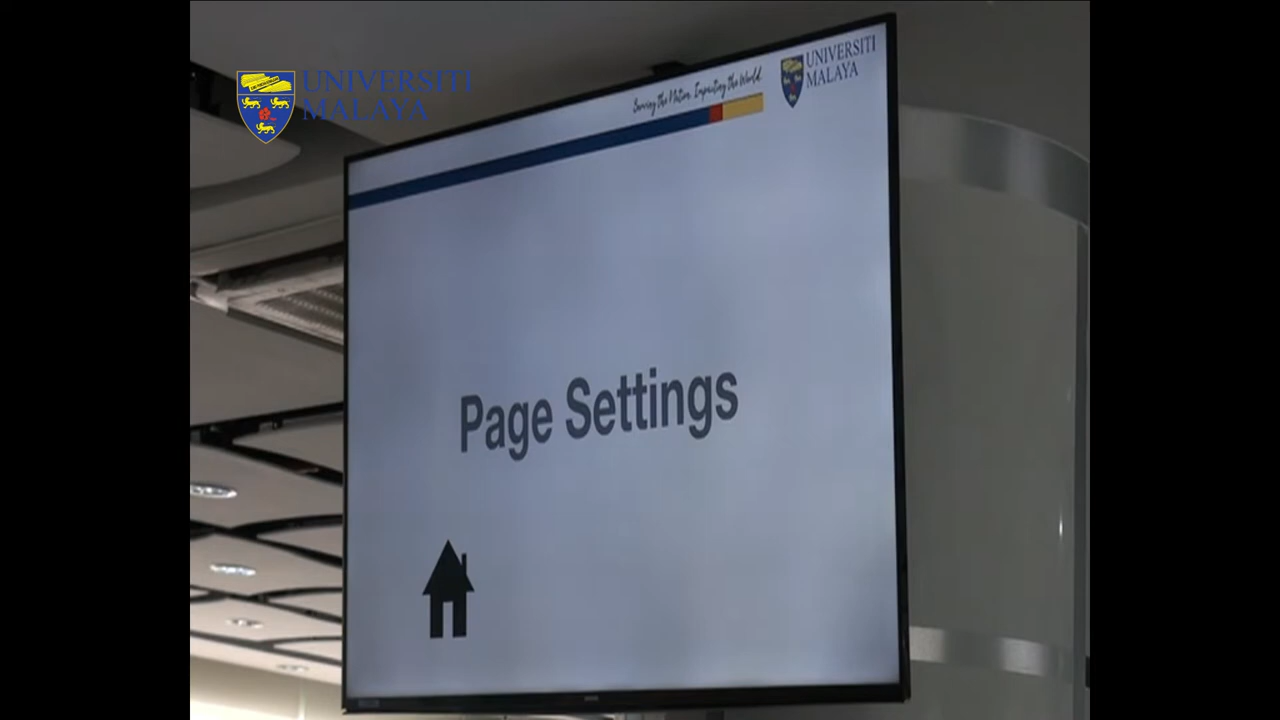 UNIVERSITI
MALAYA
Serving the Nation. Impacting the World.
UNIVERSITI
MALAYA
Page Settings